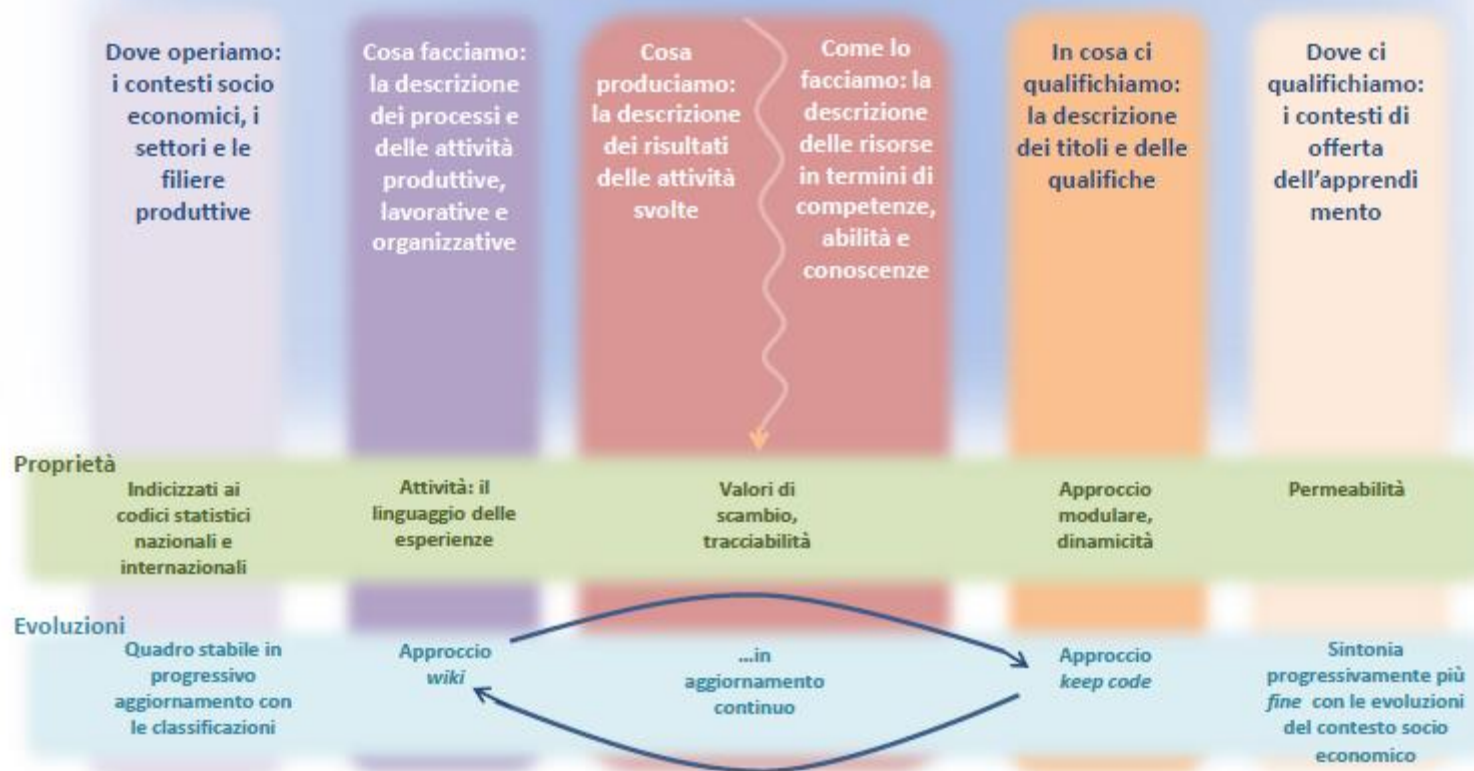 Dove operiamo:
i contesti socio
economici, i
settori e le
filiere
produttive
Cosa facciamo:
la descrizione
dei processi e
delle attività
produttive,
lavorative e
organizzative
Cosa
produciamo:
la descrizione
dei risultati
delle attività
svolte
Come lo
facciamo: la
descrizione
delle risorse
in termini di
competenze,
abilità e
conoscenze
In cosa ci
qualifichiamo:
la descrizione
dei titoli e delle
qualifiche
Dove ci
qualifichiamo:
i contesti di
offerta
dell'apprendi
mento
Proprietà
Indicizzati ai
codici statistici
nazionali e
internazionali
Attività: il
linguaggio delle
esperienze
Valori di
scambio,
tracciabilità
Approccio
modulare,
dinamicità
Permeabilità
Evoluzioni
Quadro stabile in
progressivo
aggiornamento con
le classificazioni
Approccio
wiki
...in
aggiornamento
continuo
Approccio
keep code
Sintonia
progressivamente più
fine con le evoluzioni
del contesto socio
economico